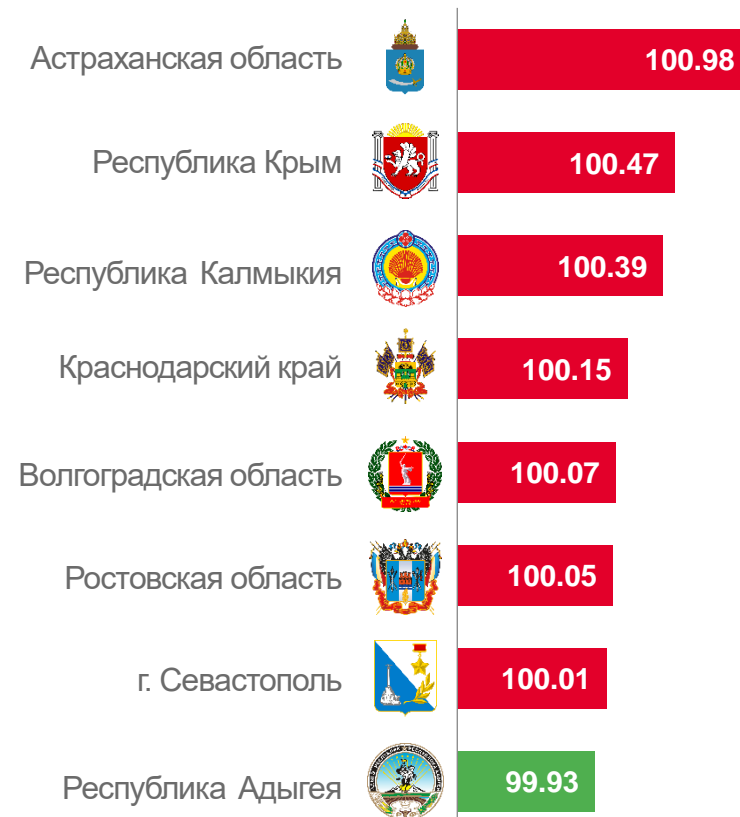 Астраханская область 100.98
Республика Крым 100.47
Республика Калмыкия 100.39
Краснодарский край 100.15
Волгоградская область 100.07
Ростовская область 100.05
г. Севастополь 100.01
Республика Адыгея 99.93